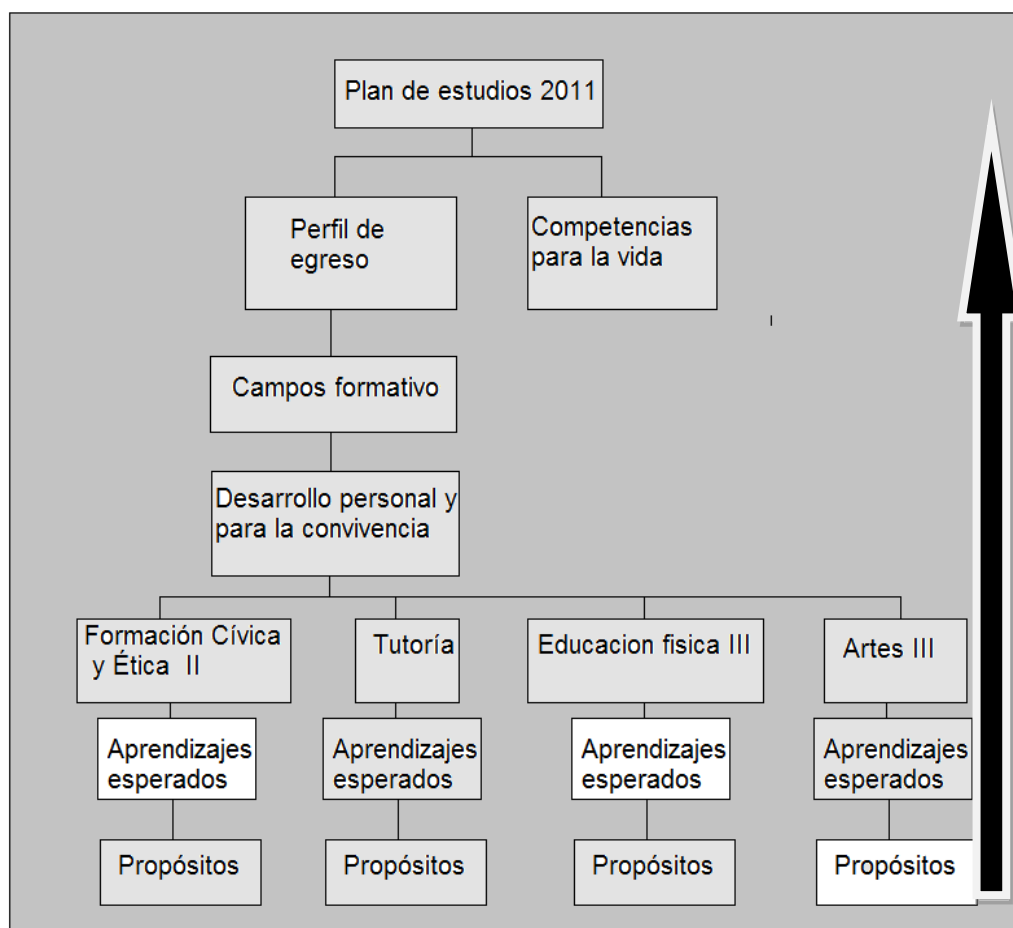 Plan de estudios 2011
Perfil de
egreso
Competencias
para la vida
Campos formativo
Desarrollo personal y
para la convivencia
Formación Cívica
y Ética II
Tutoría
Educacion fisica III
Artes III
Aprendizajes
esperados
Aprendizajes
esperados
Aprendizajes
esperados
Aprendizajes
esperados
Propósitos
Propósitos
Propósitos
Propósitos